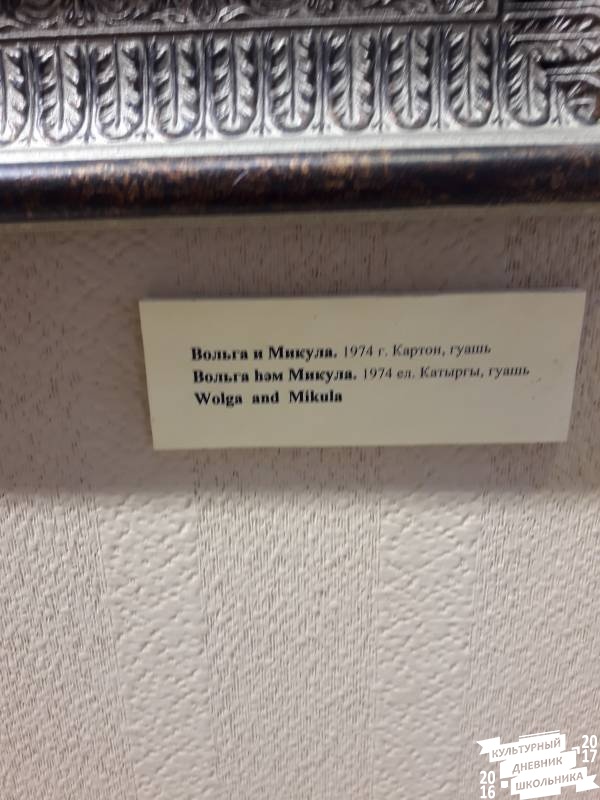 Вольга и Микула. 1974 г. Картон, гуашь
Вольга һәм Микула. 1974 ел. Катыргы, гуашь
Wolga and Mikula
КУЛЬТУРНЫЙ
ДНЕВНИК
ШКОЛЬНИКА
2016
2017